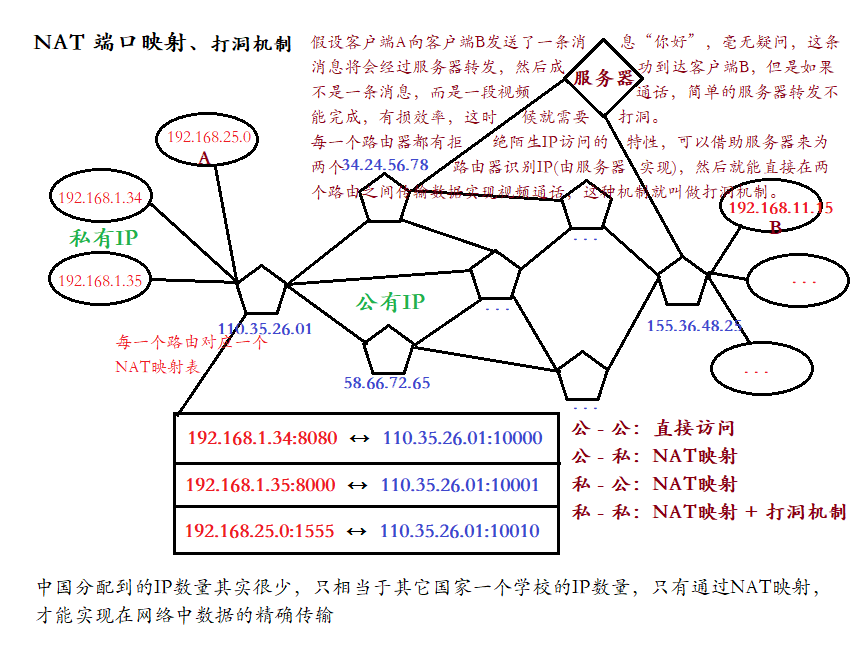 NAT 端口映射、打洞机制
假设客户端A向客户端B发送了一条消 息“你好”，毫无疑问，这条
消息将会经过服务器转发，然后成 功到达客户端B，但是如果
不是一条消息，而是一段视频 通话，简单的服务器转发不
能完成，有损效率，这时 候就需要 打洞。
每一个路由器都有拒 绝陌生IP访问的 特性，可以借助服务器来为
两个 路由器识别IP(由服务器 实现)，然后就能直接在两
个路由之间传输数据实现视频通话，这种机制就叫做打洞机制。
服务器
192.168.25.0
A
34.24.56.78
192.168.1.34
私有IP
192.168.1.35
192.168.11.15
B
. . .
. . .
. . .
公有IP
110.35.26.01
155.36.48.25
每一个路由对应一个
NAT映射表
58.66.72.65
. . .
. . .
192.168.1.34:8080 ↔ 110.35.26.01:10000
192.168.1.35:8000 ↔ 110.35.26.01:10001
192.168.25.0:1555 ↔ 110.35.26.01:10010
公 - 公：直接访问
公 - 私：NAT映射
私 - 公：NAT映射
私 - 私：NAT映射 + 打洞机制
中国分配到的IP数量其实很少，只相当于其它国家一个学校的IP数量，只有通过NAT映射，
才能实现在网络中数据的精确传输